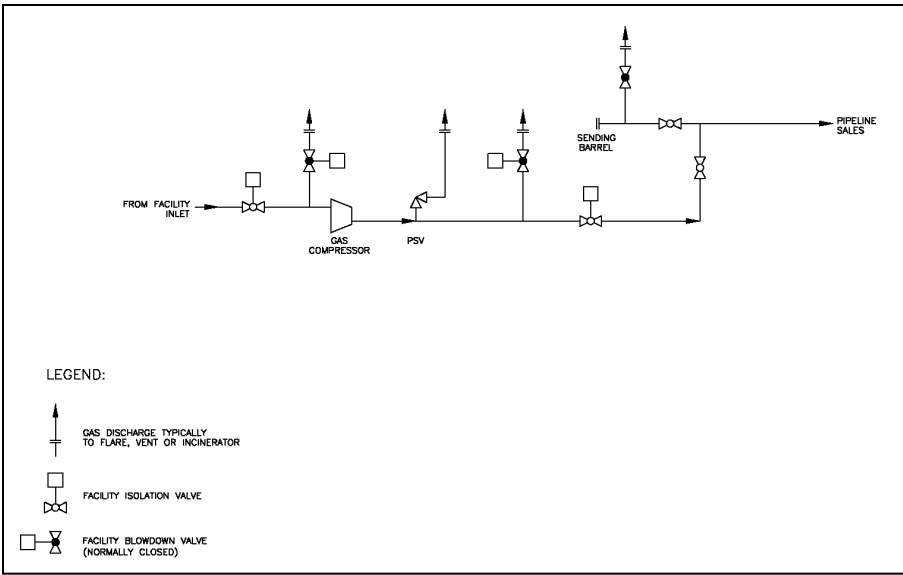 SENDING
BARREL
PIPELINE
SALES
FROM FACILITY
INLET
GAS
COMPRESSOR
PSV
LEGEND:
GAS DISCHARGE TYPICALLY
TO FLARE, VENT OR INCINERATOR
FACILITY ISOLATION VALVE
FACILITY BLOWDOWN VALVE
(NORMALLY CLOSED)